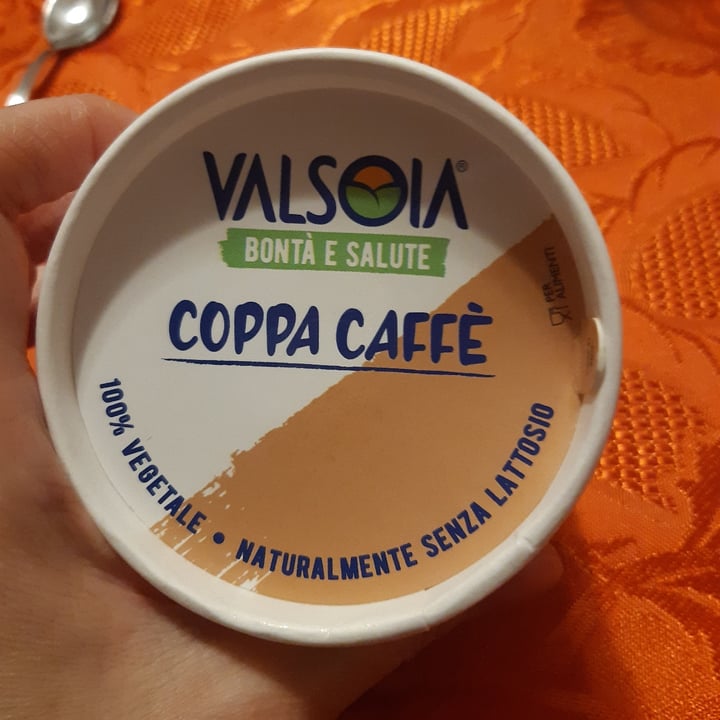 VALSOIA®
BONTÀ E SALUTE
COPPA CAFFÈ
100% VEGETALE • NATURALMENTE SENZA LATTOSIO
PER
ALIMENTI